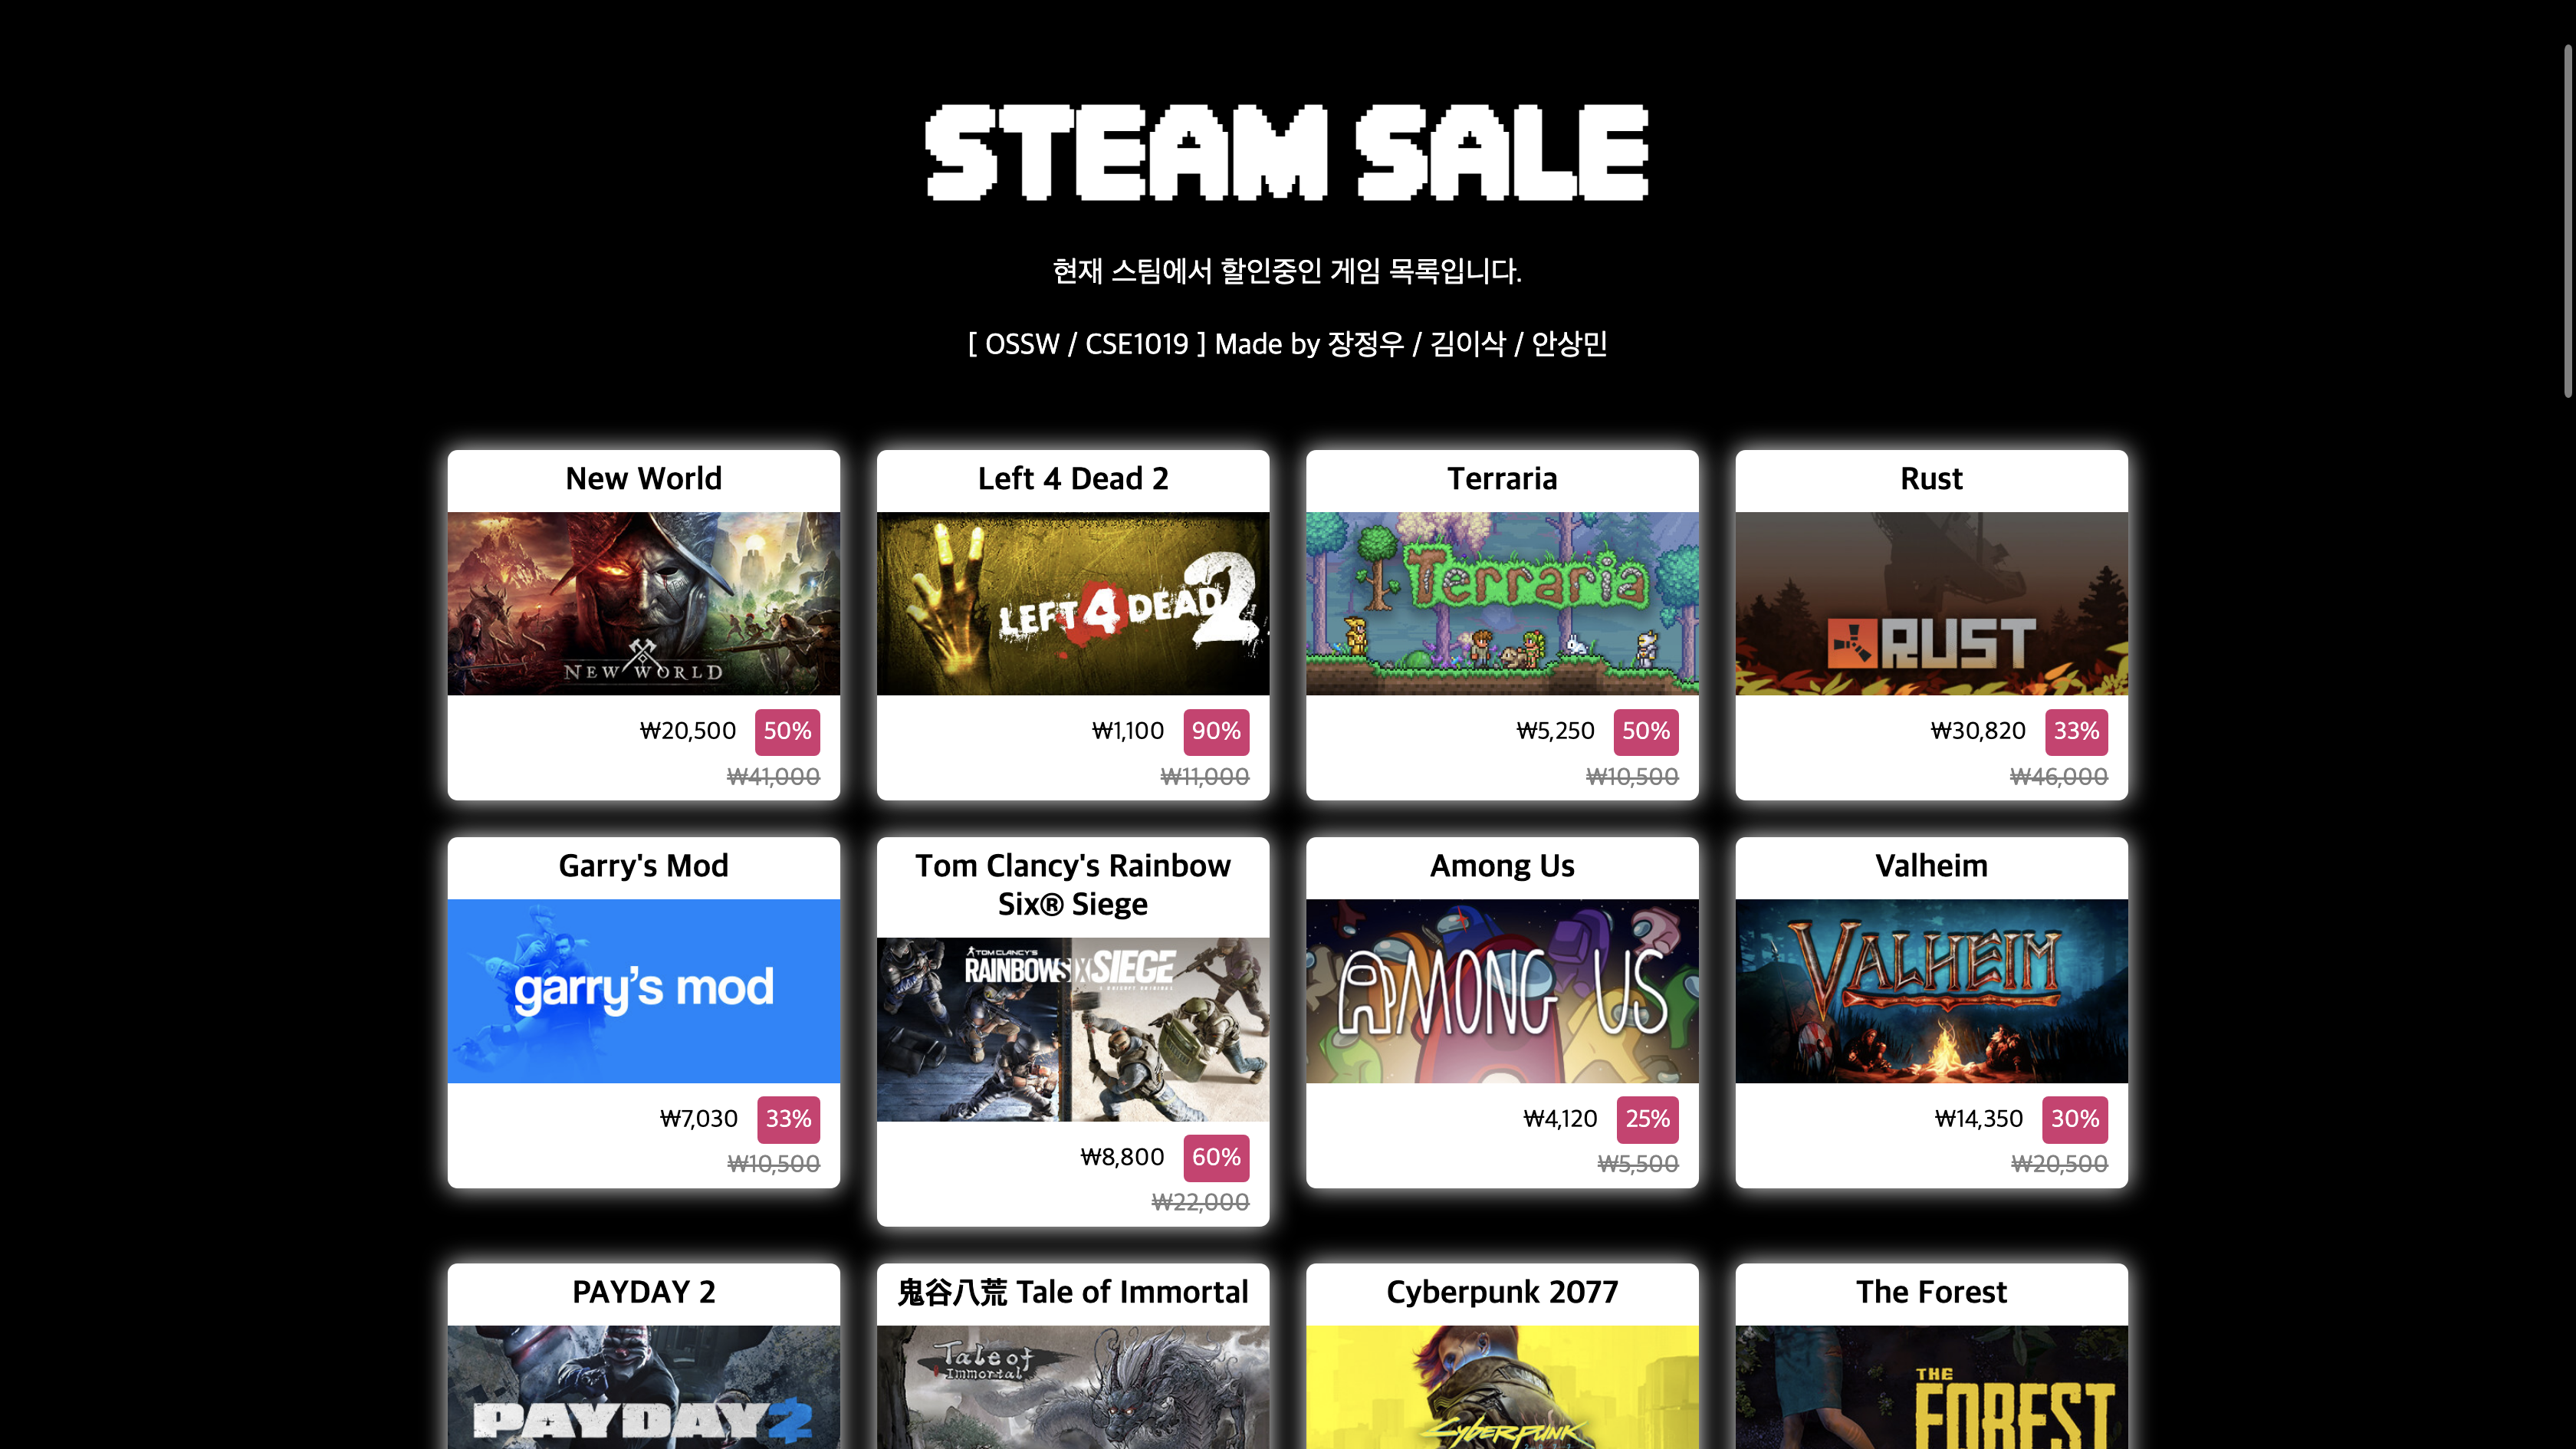 STEAM SALE
현재 스팀에서 할인중인 게임 목록입니다.
[ OSSW / CSE1019 ] Made by 장정우 / 김이삭 / 안상민
New World
NEW WORLD
₩20,500 50%
₩41,000
Left 4 Dead 2
LEFT 4 DEAD 2
₩1,100 90%
₩11,000
Terraria
Terraria
₩5,250 50%
₩10,500
Rust
RUST
₩30,820 33%
₩46,000
Garry's Mod
garry's mod
₩7,030 33%
₩10,500
Tom Clancy's Rainbow
Six® Siege
TOM CLANCY'S
RAINBOW SIX SIEGE
A UBISOFT ORIGINAL
₩8,800 60%
₩22,000
Among Us
AMONG US
₩4,120 25%
₩5,500
Valheim
VALHEIM
₩14,350 30%
₩20,500
PAYDAY 2
PAYDAY 2
鬼谷八荒 Tale of Immortal
Tale of
Immortal
Cyberpunk 2077
CYBERPUNK
The Forest
THE
FOREST